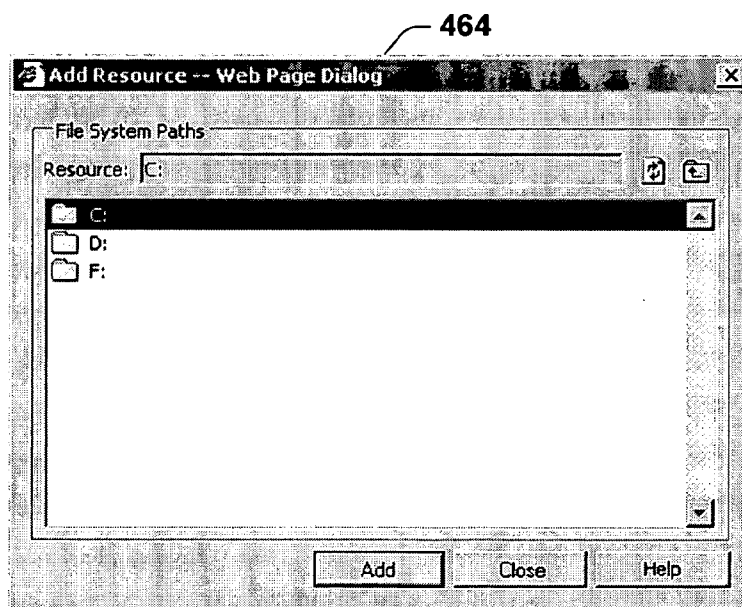 464
Add Resource -- Web Page Dialog
File System Paths
Resource: C:
C:
D:
F:
Add Close Help